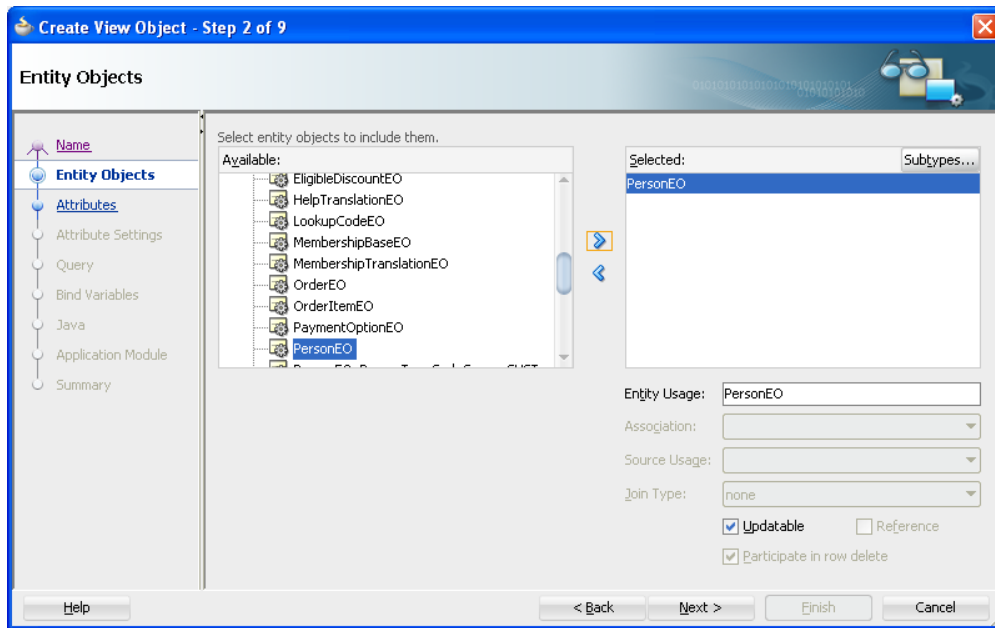 Create View Object - Step 2 of 9
Entity Objects
Name
Entity Objects
Attributes
Attribute Settings
Query
Bind Variables
Java
Application Module
Summary
Select entity objects to include them.
Available:
EligibleDiscountEO
HelpTranslationEO
LookupCodeEO
MembershipBaseEO
MembershipTranslationEO
OrderEO
OrderItemEO
PaymentOptionEO
PersonEO
Selected:
Subtypes...
PersonEO
Entity Usage: PersonEO
Association:
Source Usage:
Join Type: none
Updatable Reference
Participate in row delete
Help < Back Next > Finish Cancel